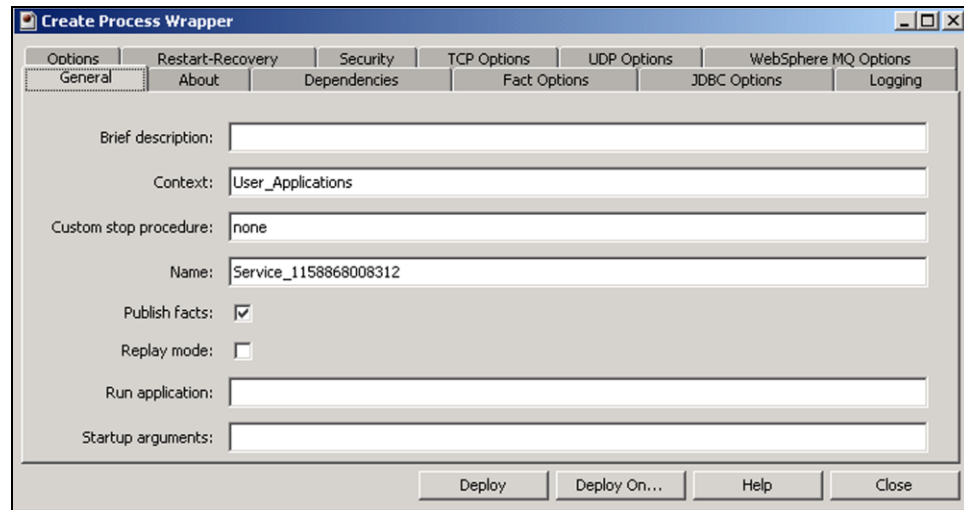 Create Process Wrapper
Options Restart-Recovery Security TCP Options UDP Options WebSphere MQ Options
General About Dependencies Fact Options JDBC Options Logging
Brief description:
Context: User_Applications
Custom stop procedure: none
Name: Service_1158868008312
Publish facts:
Replay mode:
Run application:
Startup arguments:
Deploy Deploy On... Help Close